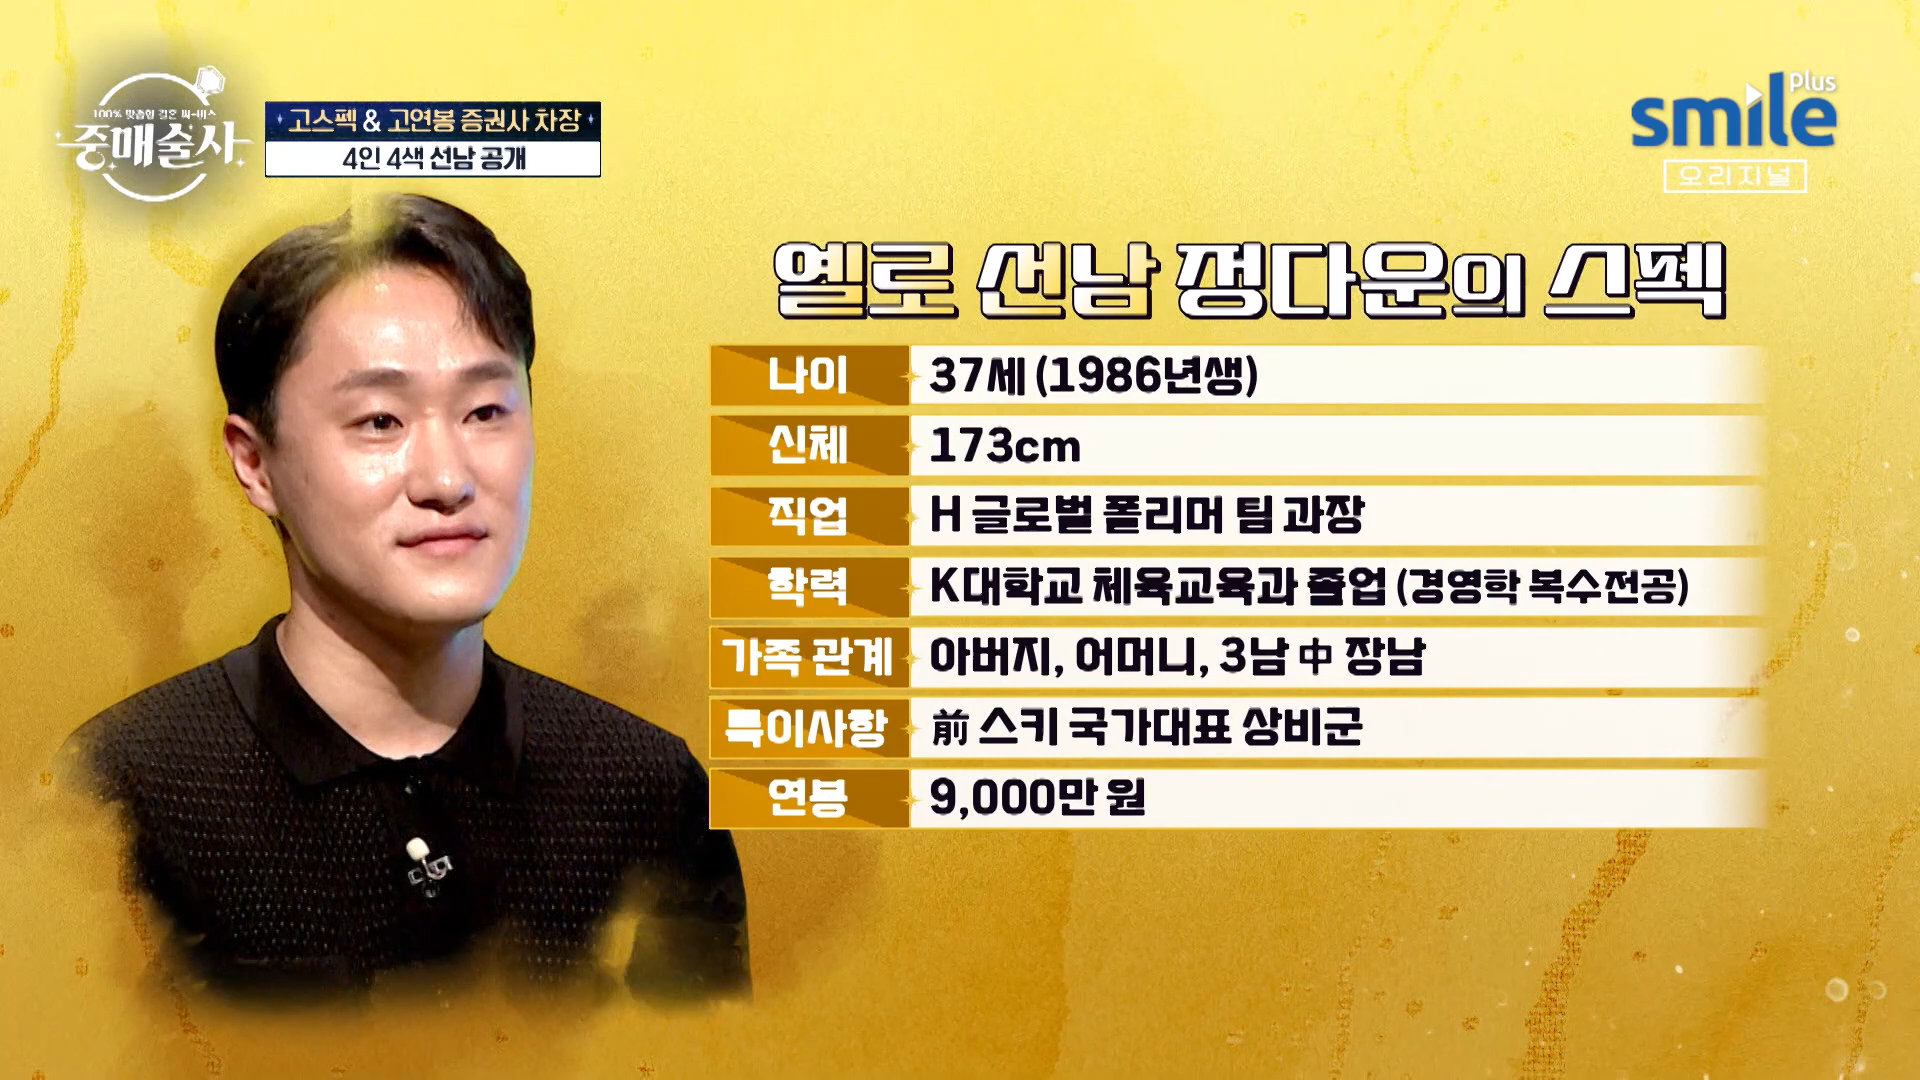 100% 맞춤형 결혼 써-비스
중매술사
고스펙 & 고연봉 증권사 차장
4인 4색 선남 공개
smile Plus
오리지널
옐로 선남 정다운의 스펙
나이 37세 (1986년생)
신체 173cm
직업 H 글로벌 폴리머 팀 과장
학력 K대학교 체육교육과 졸업 (경영학 복수전공)
가족 관계 아버지, 어머니, 3남 中 장남
특이사항 前 스키 국가대표 상비군
연봉 9,000만 원